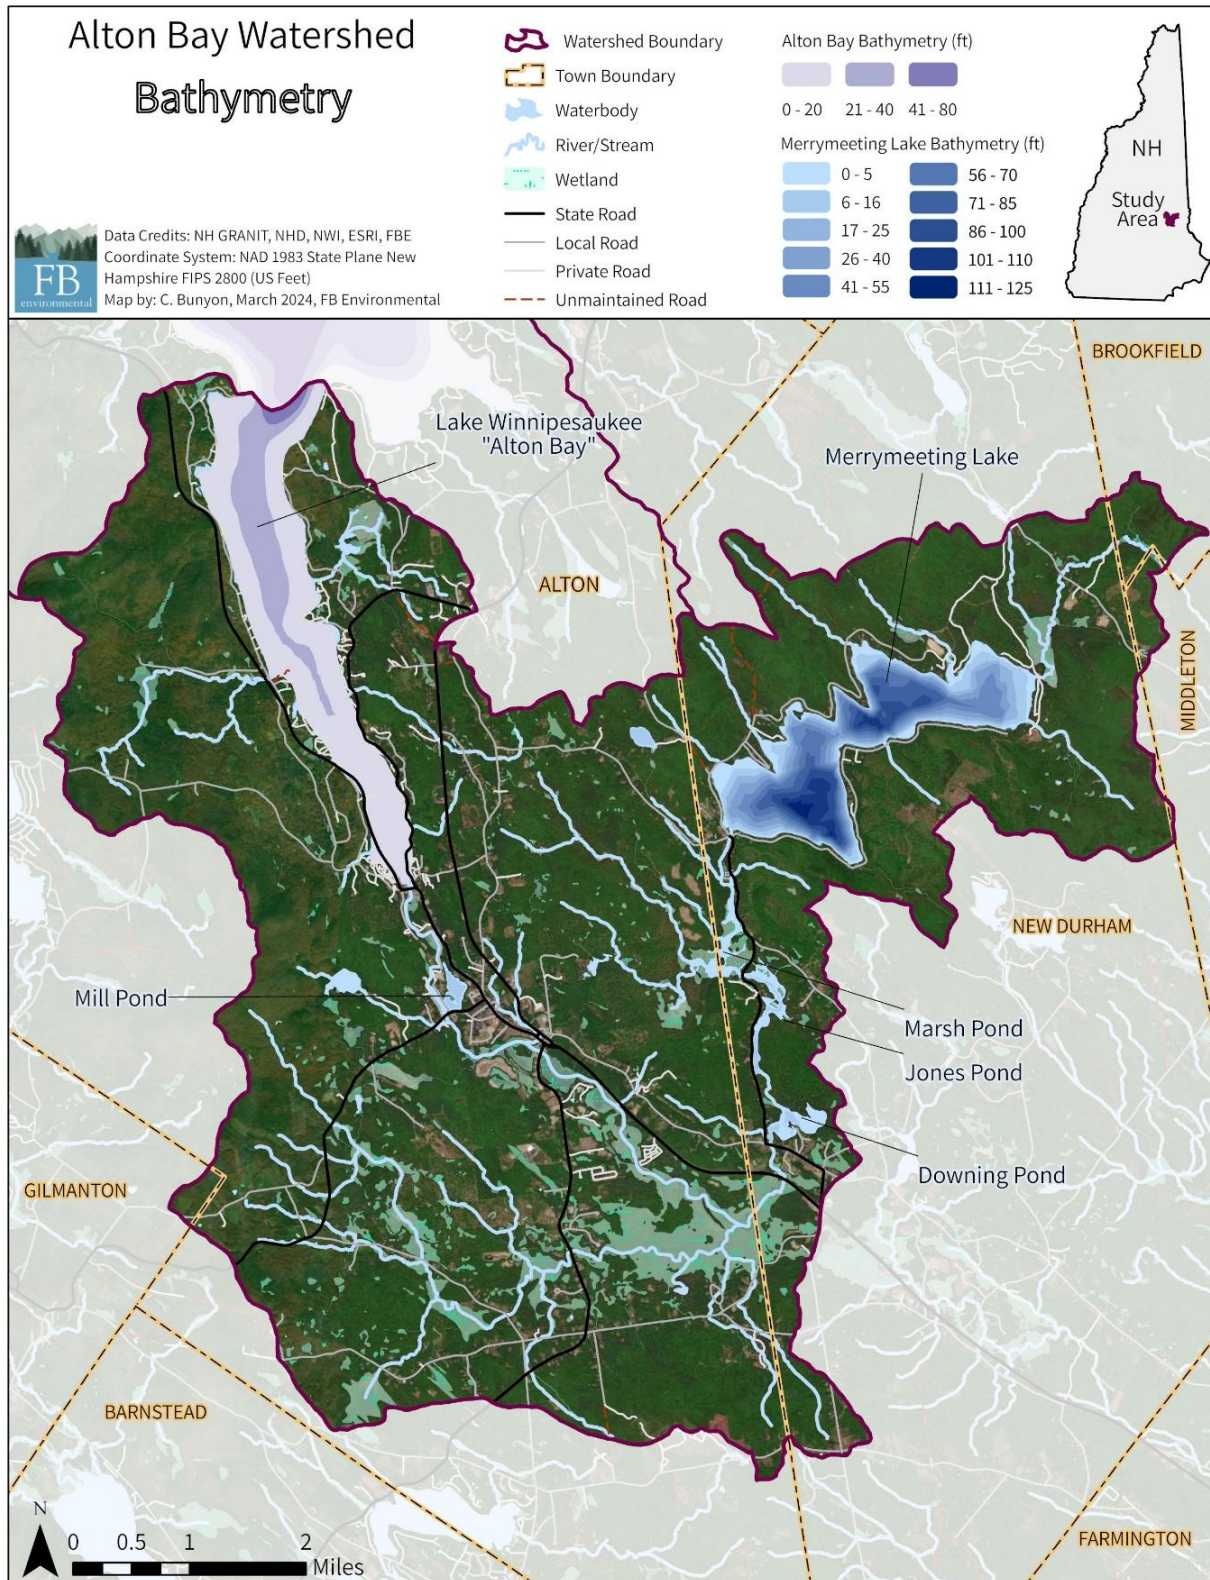 Alton Bay Watershed
Bathymetry
FB
environmental
Data Credits: NH GRANIT, NHD, NWI, ESRI, FBE
Coordinate System: NAD 1983 State Plane New
Hampshire FIPS 2800 (US Feet)
Map by: C. Bunyon, March 2024, FB Environmental
Watershed Boundary
Town Boundary
Waterbody
River/Stream
Wetland
State Road
Local Road
Private Road
Unmaintained Road
Alton Bay Bathymetry (ft)
0 - 20 21 - 40 41 - 80
Merrymeeting Lake Bathymetry (ft)
0 - 5 56 - 70
6 - 16 71 - 85
17 - 25 86 - 100
26 - 40 101 - 110
41 - 55 111 - 125
NH
Study
Area
BROOKFIELD
Lake Winnipesaukee
"Alton Bay"
Merrymeeting Lake
ALTON
MIDDLETON
NEW DURHAM
Mill Pond
Marsh Pond
Jones Pond
Downing Pond
GILMANTON
BARNSTEAD
FARMINGTON
N
0 0.5 1 2
Miles